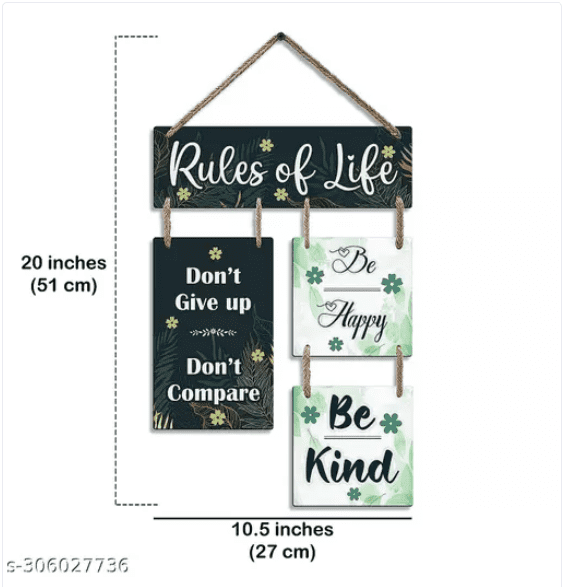 Rules of Life
Don't
Give up
Don't
Compare
Be
Happy
Be
Kind
20 inches
(51 cm)
10.5 inches
(27 cm)
s-306027736